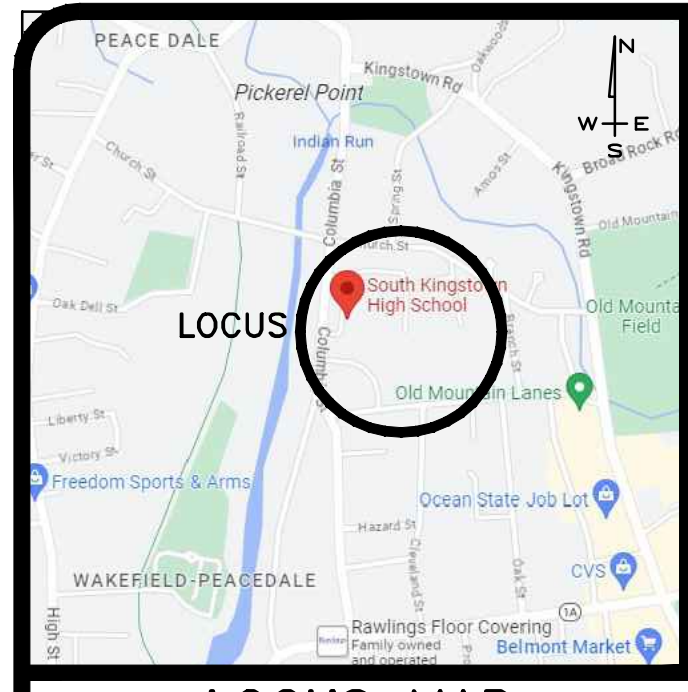 PEACE DALE
N
W E
S
Kingstown Rd
Oakwoods
Pickerel Point
Railroad St
Indian Run
Columbia St
Church St
Spring St
Amos St
Kingstown Rd
Broad Rock Rd
Old Mountain
Church St
South Kingstown
High School
Oak Dell St
LOCUS
Columbia St
Branch St
Old Mounta
Field
Old Mountain Lanes
Liberty St
Victory St
Freedom Sports & Arms
Ocean State Job Lot
Hazard St
Cleveland St
Oak St
CVS
WAKEFIELD-PEACEDALE
High St
1A
Rawlings Floor Covering
Family owned
and operated
Belmont Market
LOCUS MAP